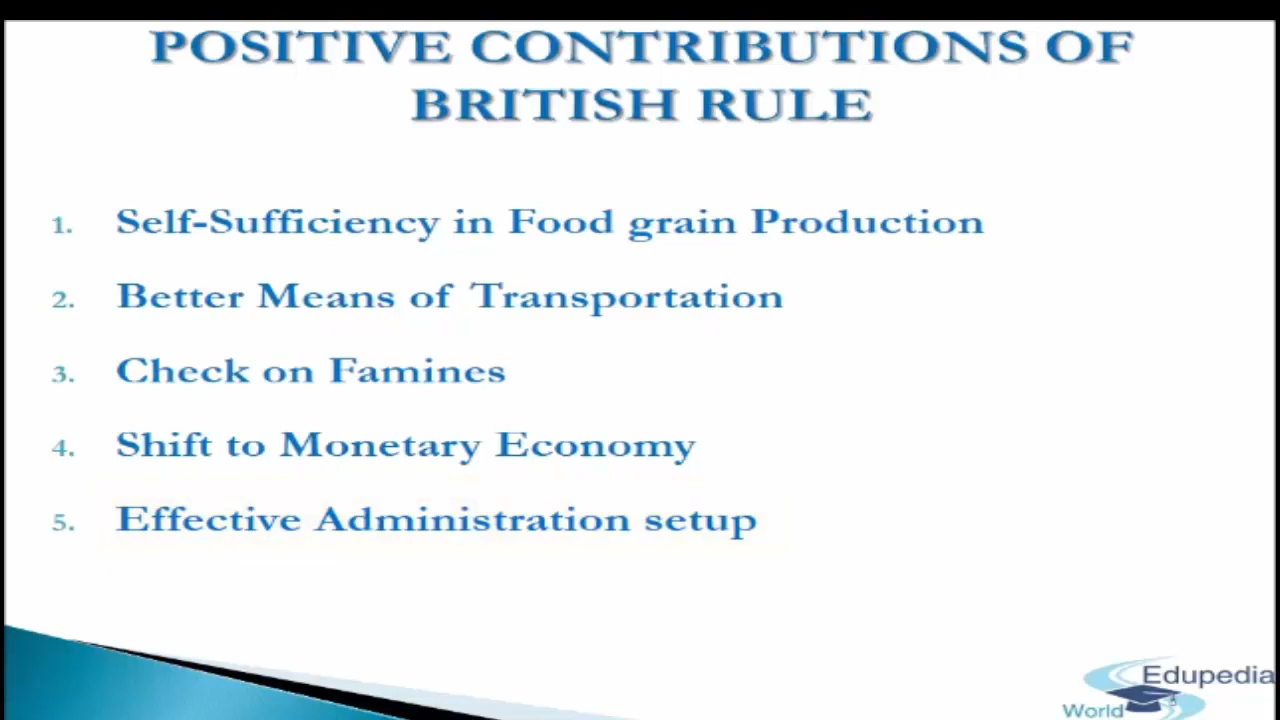 POSITIVE CONTRIBUTIONS OF
BRITISH RULE
1. Self-Sufficiency in Food grain Production
2. Better Means of Transportation
3. Check on Famines
4. Shift to Monetary Economy
5. Effective Administration setup
Edupedia
World